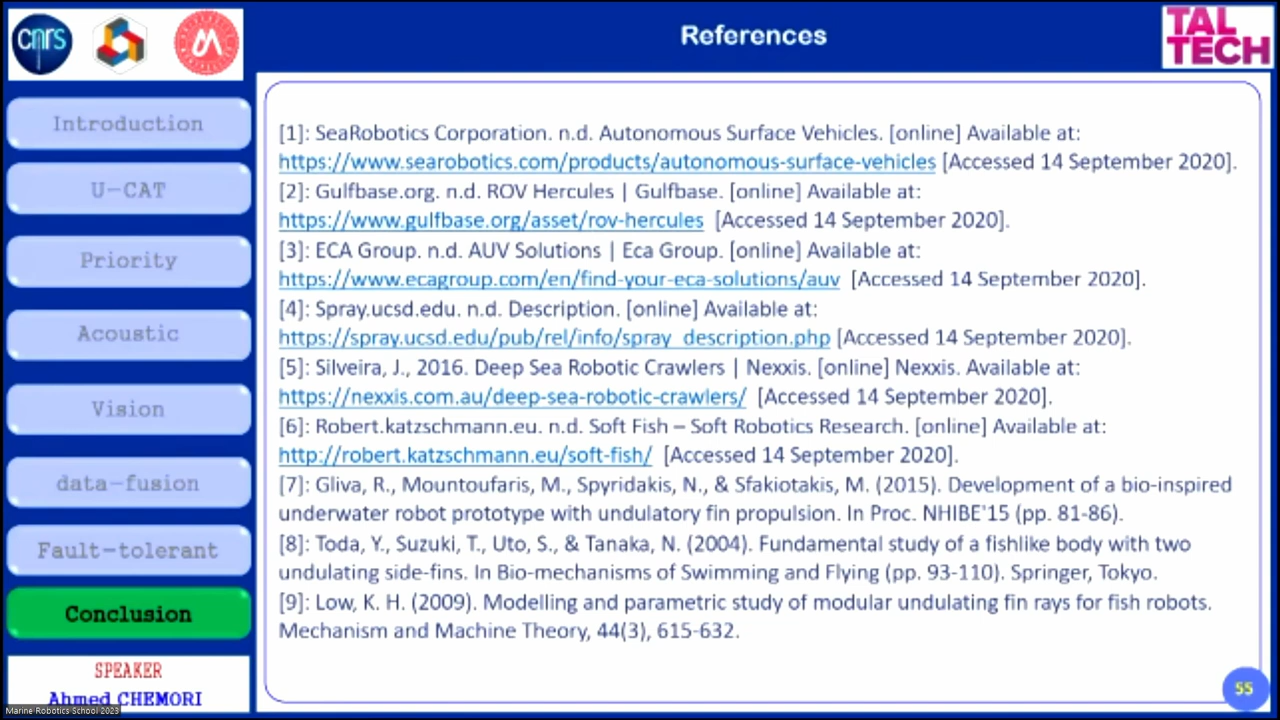 cnrs
References
TAL
TECH
Introduction
U-CAT
Priority
Acoustic
Vision
data-fusion
Fault-tolerant
Conclusion
SPEAKER
Ahmed CHEMORI
Marine Robotics School 2023
[1]: SeaRobotics Corporation. n.d. Autonomous Surface Vehicles. [online] Available at:
https://www.searobotics.com/products/autonomous-surface-vehicles [Accessed 14 September 2020].
[2]: Gulfbase.org. n.d. ROV Hercules | Gulfbase. [online] Available at:
https://www.gulfbase.org/asset/rov-hercules [Accessed 14 September 2020].
[3]: ECA Group. n.d. AUV Solutions | Eca Group. [online] Available at:
https://www.ecagroup.com/en/find-your-eca-solutions/auv [Accessed 14 September 2020].
[4]: Spray.ucsd.edu. n.d. Description. [online] Available at:
https://spray.ucsd.edu/pub/rel/info/spray_description.php [Accessed 14 September 2020].
[5]: Silveira, J., 2016. Deep Sea Robotic Crawlers | Nexxis. [online] Nexxis. Available at:
https://nexxis.com.au/deep-sea-robotic-crawlers/ [Accessed 14 September 2020].
[6]: Robert.katzschmann.eu. n.d. Soft Fish – Soft Robotics Research. [online] Available at:
http://robert.katzschmann.eu/soft-fish/ [Accessed 14 September 2020].
[7]: Gliva, R., Mountoufaris, M., Spyridakis, N., & Sfakiotakis, M. (2015). Development of a bio-inspired
underwater robot prototype with undulatory fin propulsion. In Proc. NHIBE'15 (pp. 81-86).
[8]: Toda, Y., Suzuki, T., Uto, S., & Tanaka, N. (2004). Fundamental study of a fishlike body with two
undulating side-fins. In Bio-mechanisms of Swimming and Flying (pp. 93-110). Springer, Tokyo.
[9]: Low, K. H. (2009). Modelling and parametric study of modular undulating fin rays for fish robots.
Mechanism and Machine Theory, 44(3), 615-632.
55